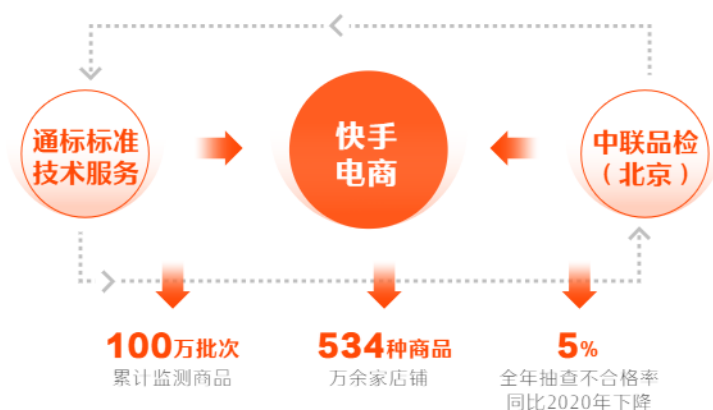 通标标准
技术服务
快手
电商
中联品检
（北京）
100万批次
累计监测商品
534种商品
万余家店铺
5%
全年抽查不合格率
同比2020年下降